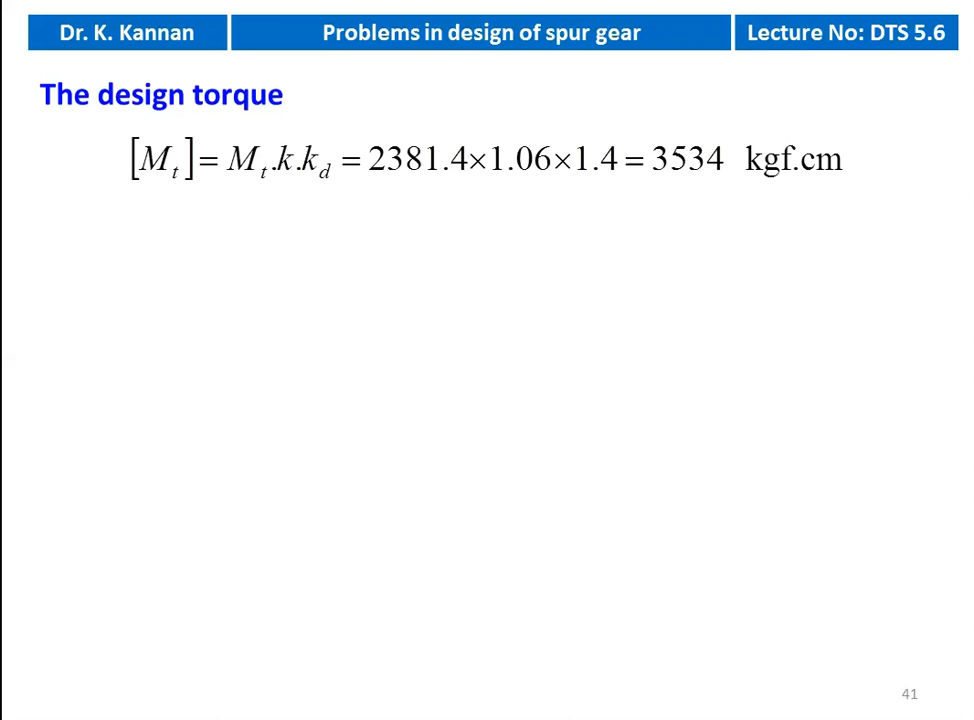 Dr. K. Kannan Problems in design of spur gear Lecture No: DTS 5.6
The design torque
[M_t] = M_t.k.k_d = 2381.4×1.06×1.4 = 3534 kgf.cm
41